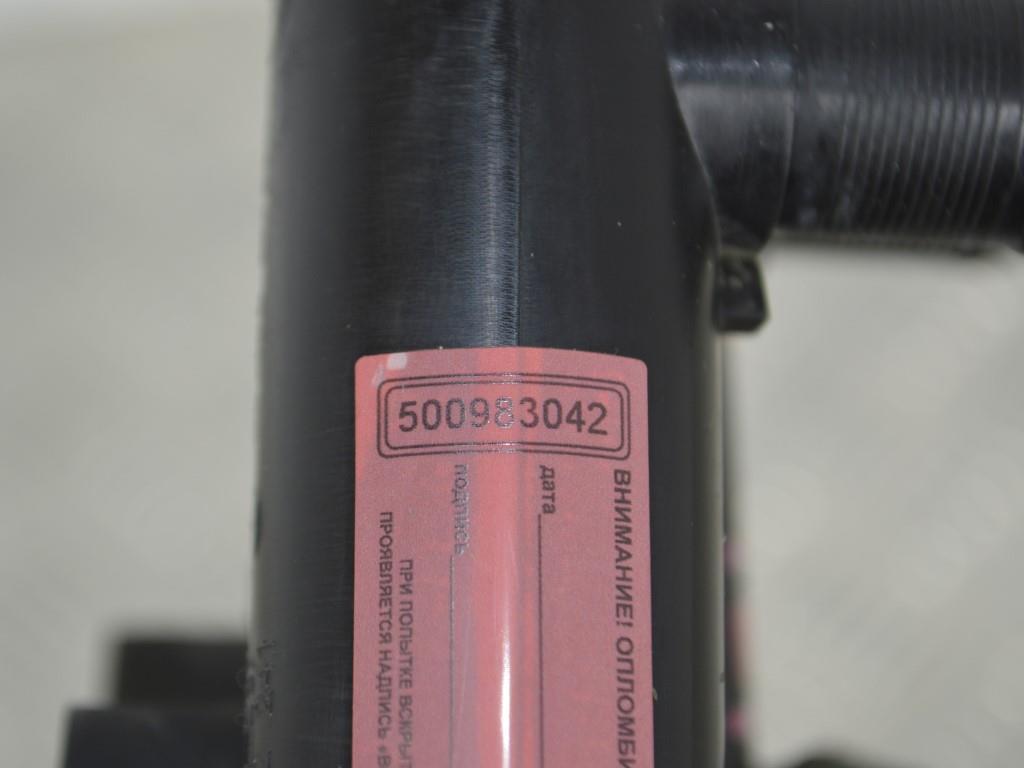 500983042
ВНИМАНИЕ! ОПЛОМБИ
дата
подпись
ПРИ ПОПЫТКЕ ВСКРЫТ
ПРОЯВЛЯЕТСЯ НАДПИСЬ «В